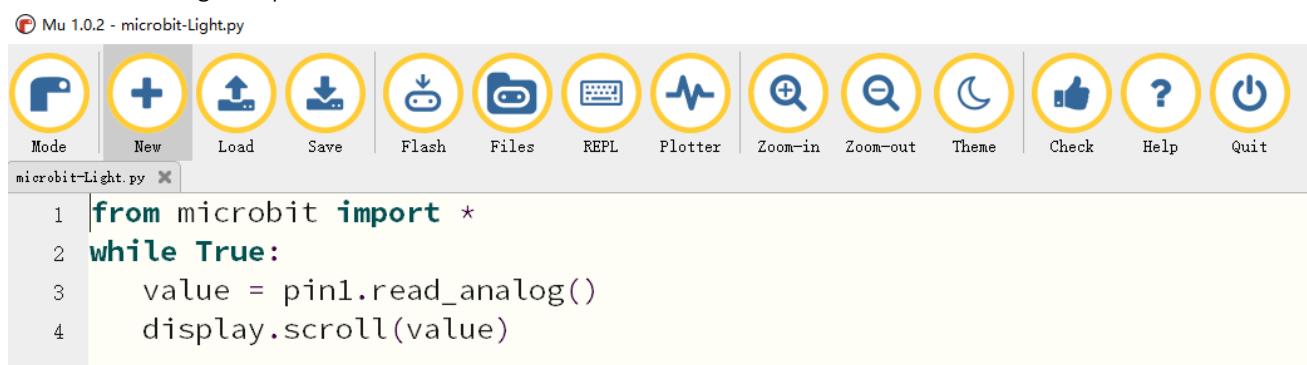 Mu 1.0.2 - microbit-Light.py
Mode New Load Save Flash Files REPL Plotter Zoom-in Zoom-out Theme Check Help Quit
microbit-Light.py
1 from microbit import *
2 while True:
3 value = pin1.read_analog()
4 display.scroll(value)